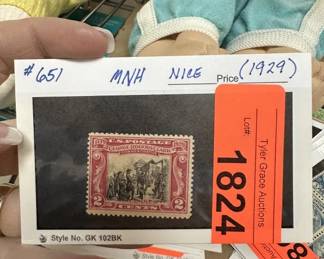 #651 MNH NICE Price (1929)
U.S. POSTAGE
2 CENTS 2
Lot#:
1824
Tyler Grace Auctions
Style No. GK 102BK